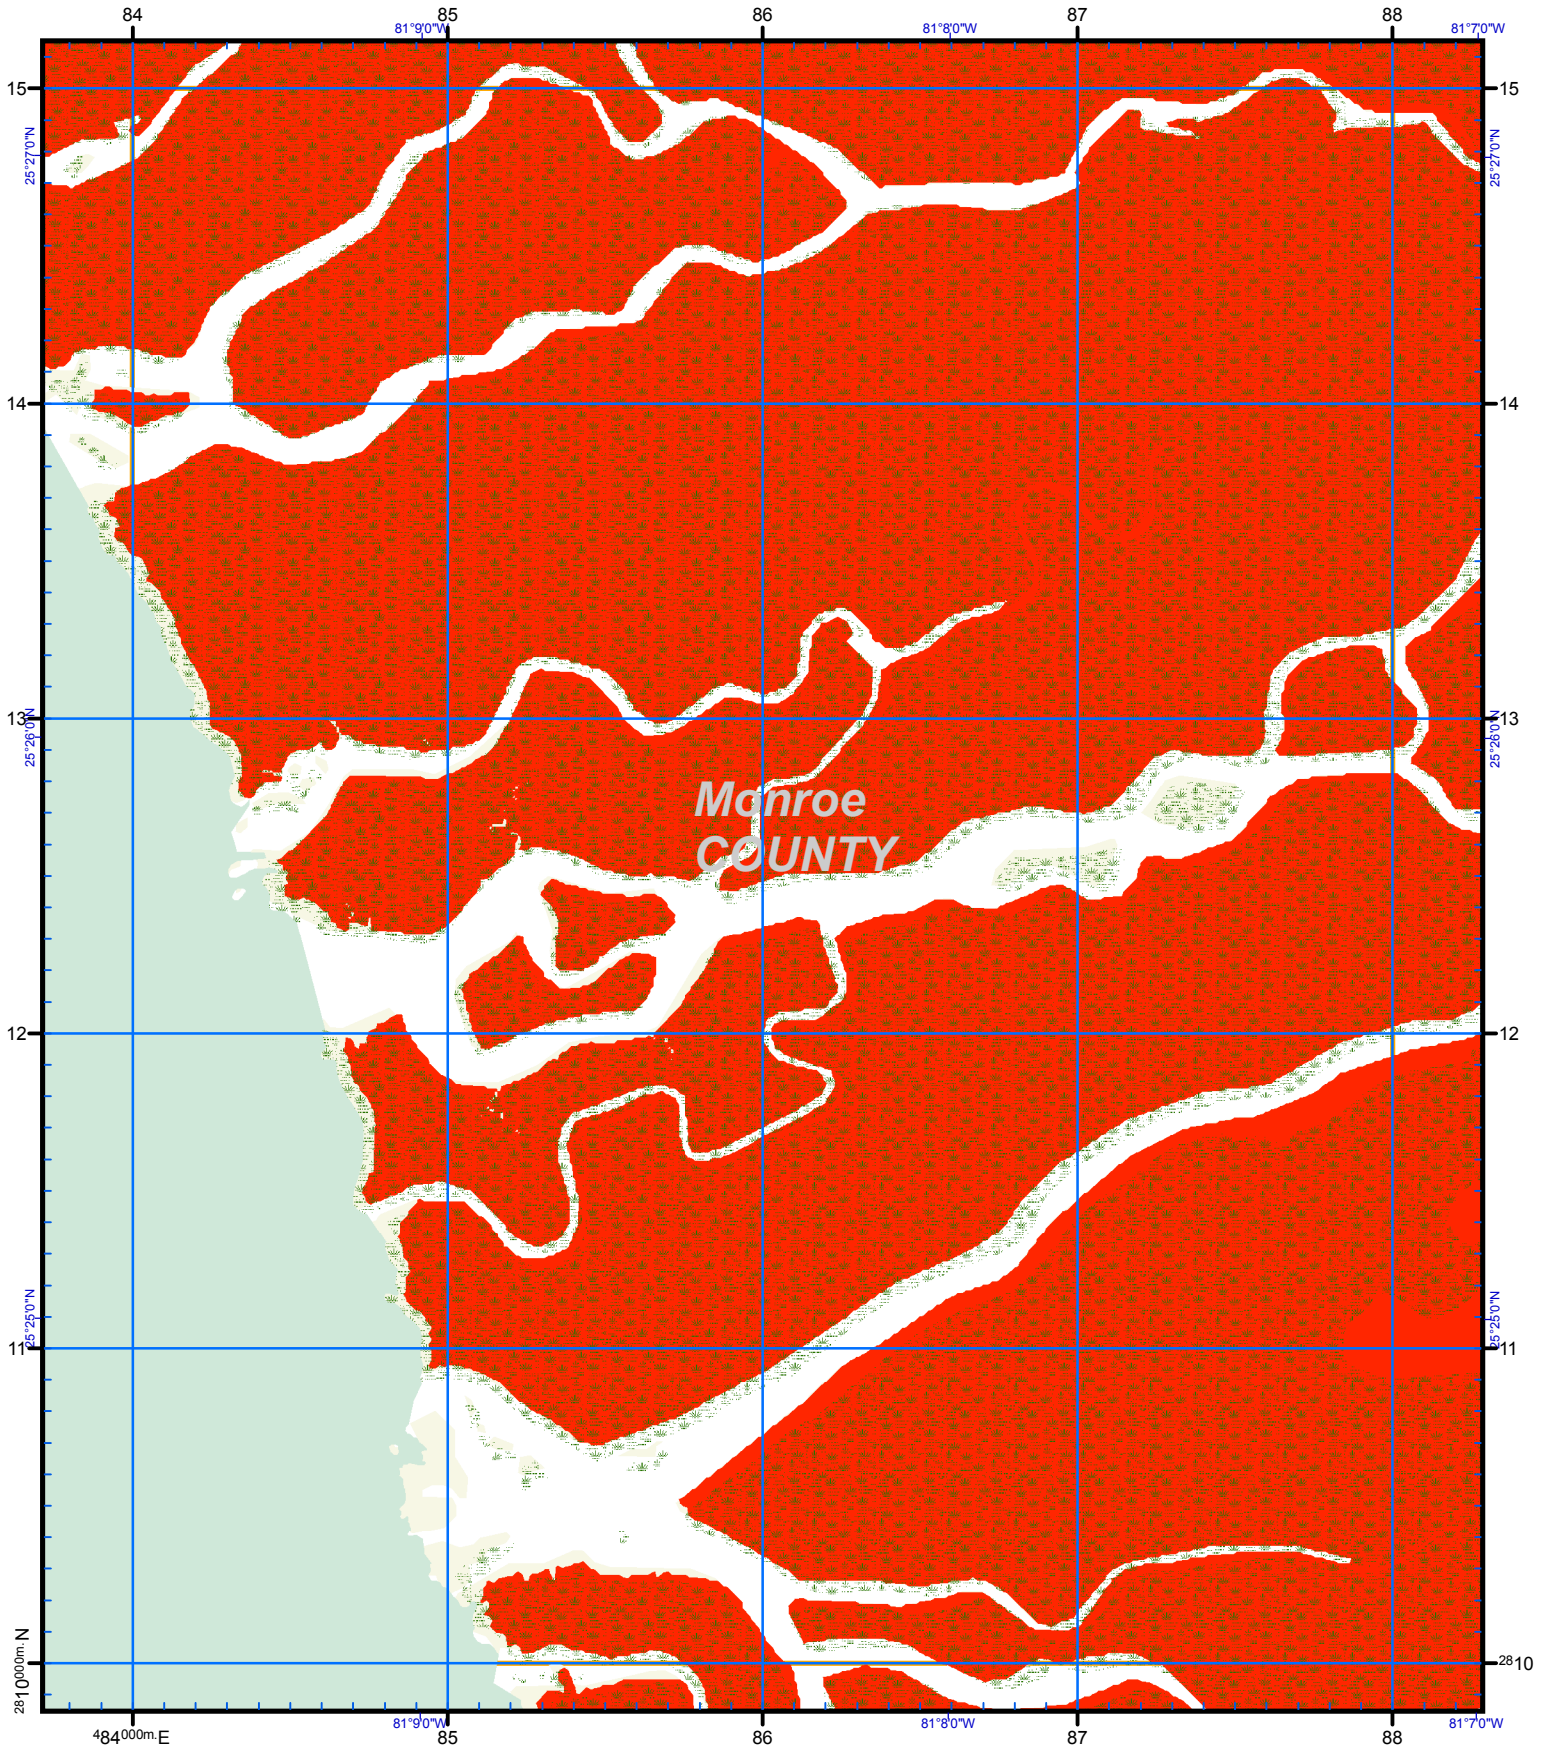 84 85 86 87 88
81°9'0"W 81°8'0"W 81°7'0"W
15 15
25°27'0"N 25°27'0"N
14 14
13 13
25°26'0"N 25°26'0"N
Monroe
COUNTY
12 12
25°25'0"N 25°25'0"N
11 11
2810000m.N 2810
81°9'0"W 81°8'0"W 81°7'0"W
484000m.E 85 86 87 88